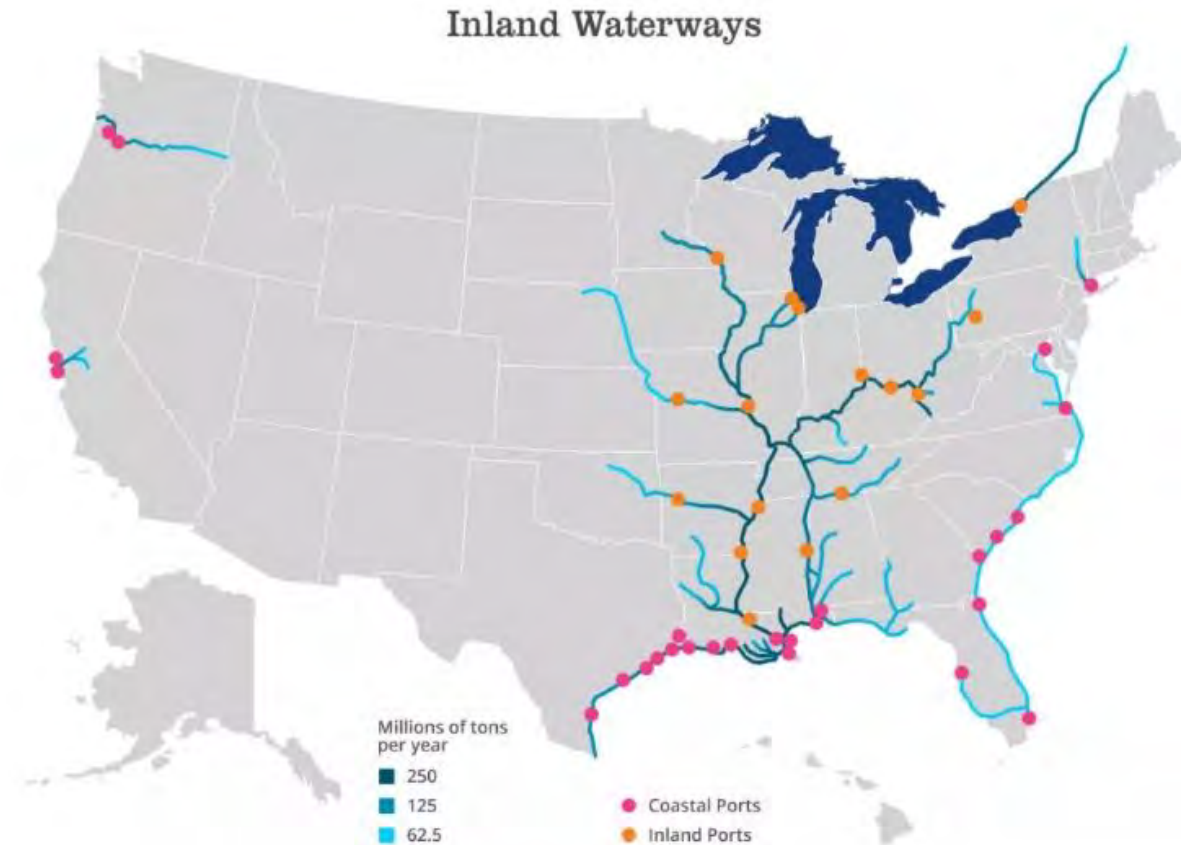 Inland Waterways
Millions of tons
per year
250
125
62.5
Coastal Ports
Inland Ports